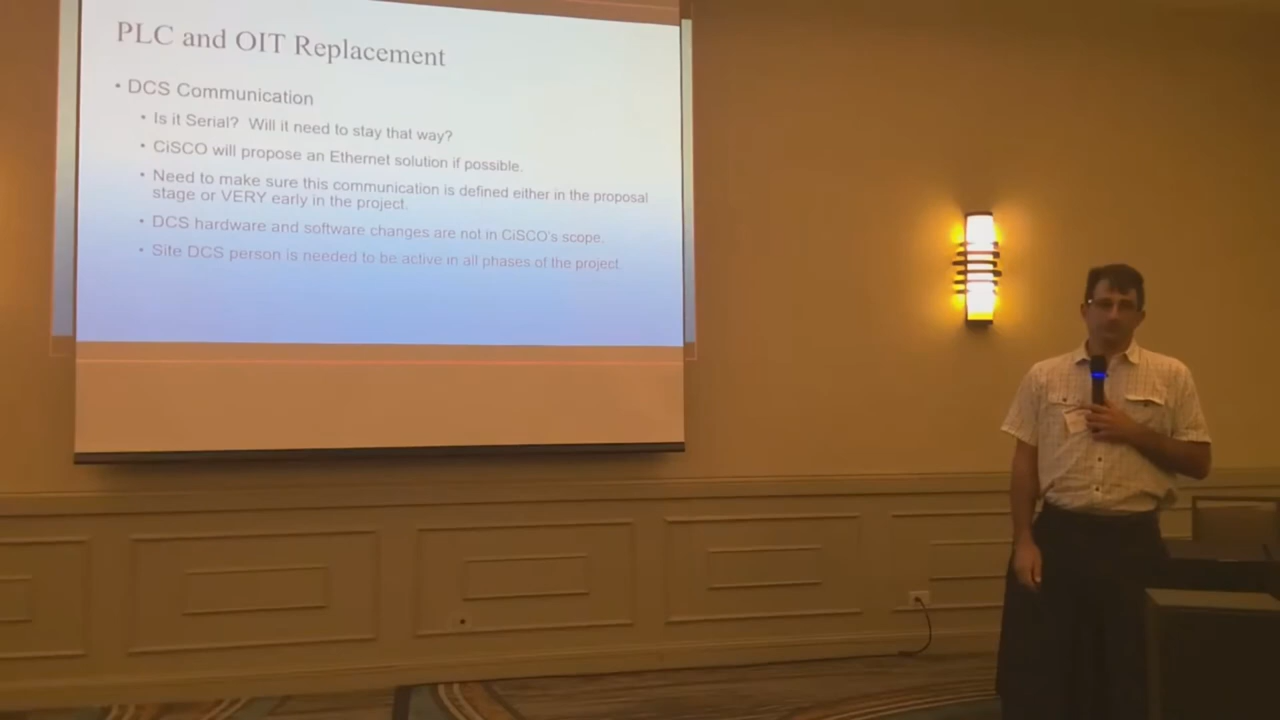 PLC and OIT Replacement
• DCS Communication
• Is it Serial? Will it need to stay that way?
• CiSCO will propose an Ethernet solution if possible.
• Need to make sure this communication is defined either in the proposal
stage or VERY early in the project.
• DCS hardware and software changes are not in CiSCO's scope.
• Site DCS person is needed to be active in all phases of the project.